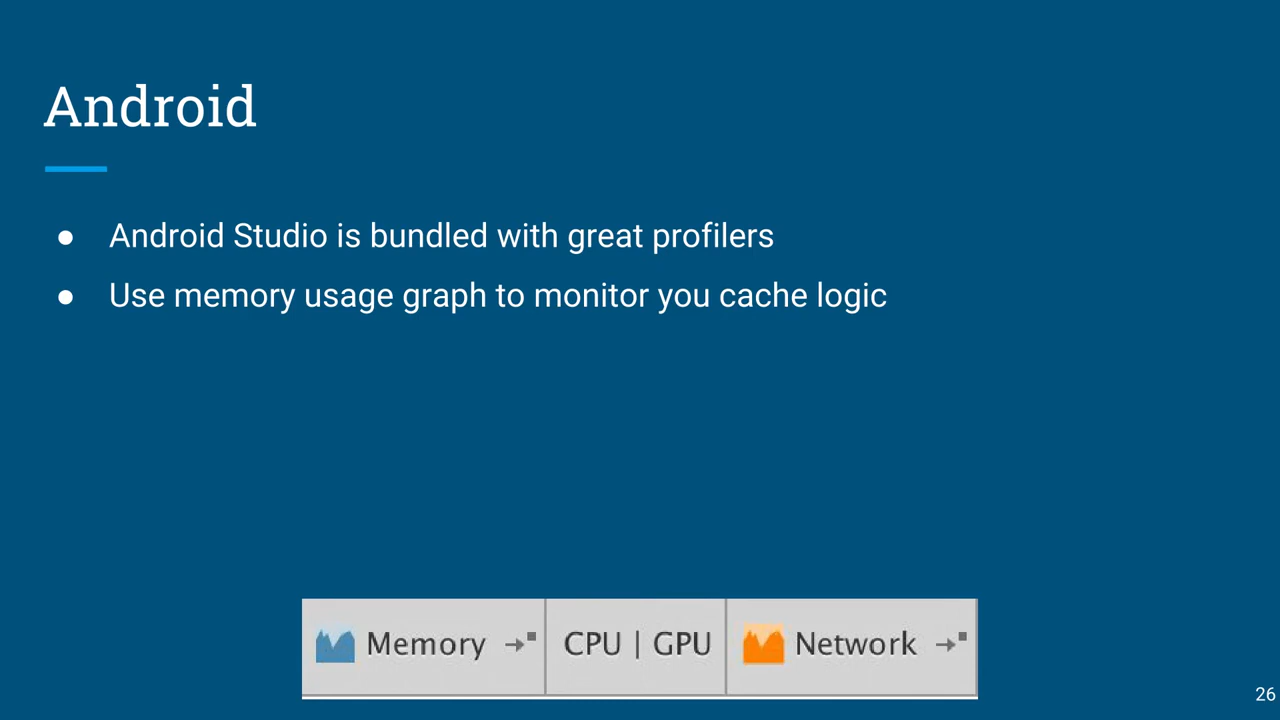 Android
● Android Studio is bundled with great profilers
● Use memory usage graph to monitor you cache logic
Memory CPU | GPU Network
26